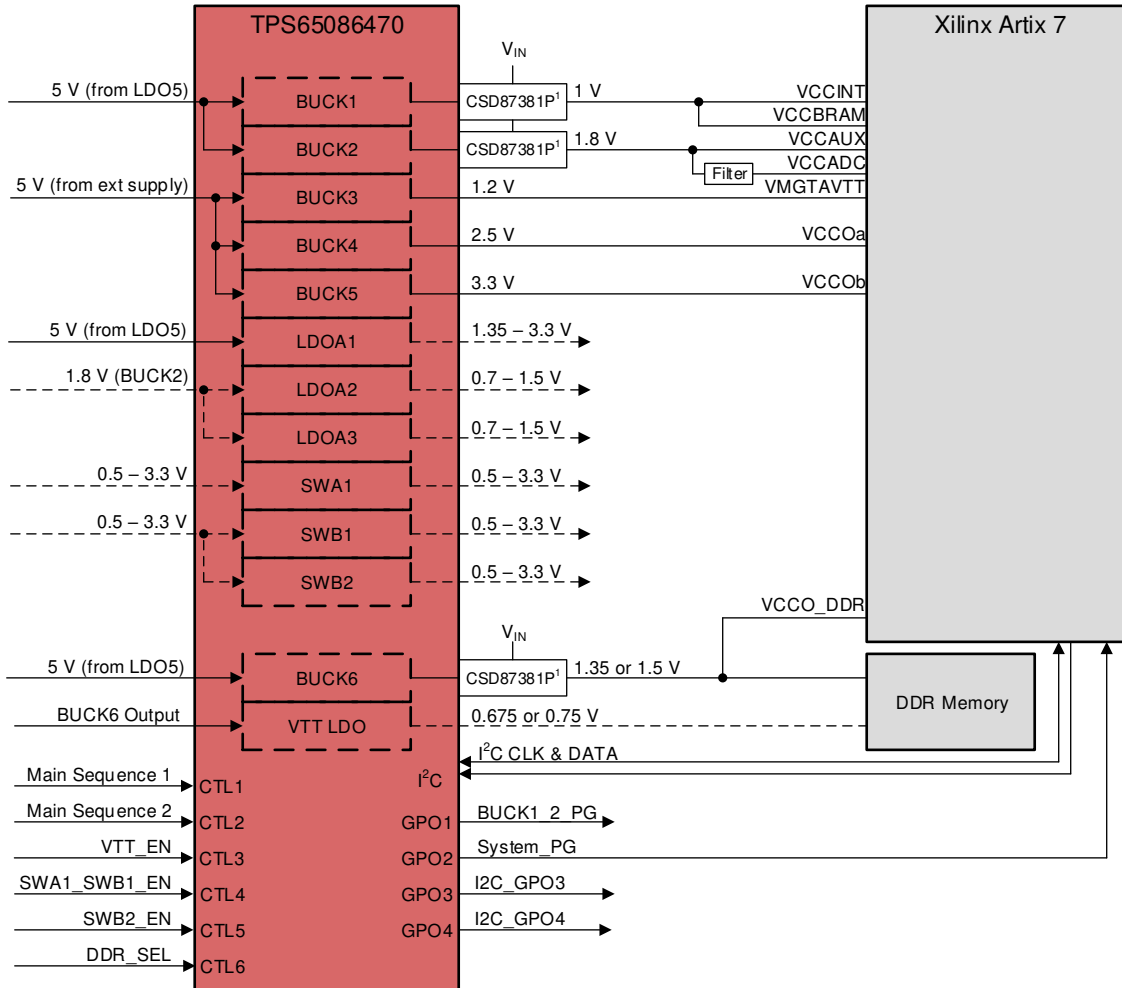 TPS65086470
Xilinx Artix 7
VIN
5 V (from LDO5)
BUCK1
CSD87381P¹
1 V
VCCINT
VCCBRAM
BUCK2
CSD87381P¹
1.8 V
VCCAUX
Filter
VCCADC
5 V (from ext supply)
BUCK3
1.2 V
VMGTAVTT
BUCK4
2.5 V
VCCOa
BUCK5
3.3 V
VCCOb
5 V (from LDO5)
LDOA1
1.35 – 3.3 V
1.8 V (BUCK2)
LDOA2
0.7 – 1.5 V
LDOA3
0.7 – 1.5 V
0.5 – 3.3 V
SWA1
0.5 – 3.3 V
0.5 – 3.3 V
SWB1
0.5 – 3.3 V
SWB2
0.5 – 3.3 V
VCCO_DDR
VIN
5 V (from LDO5)
BUCK6
CSD87381P¹
1.35 or 1.5 V
DDR Memory
BUCK6 Output
VTT LDO
0.675 or 0.75 V
I²C CLK & DATA
I²C
Main Sequence 1
CTL1
Main Sequence 2
CTL2
GPO1
BUCK1_2_PG
VTT_EN
CTL3
GPO2
System_PG
SWA1_SWB1_EN
CTL4
GPO3
I2C_GPO3
SWB2_EN
CTL5
GPO4
I2C_GPO4
DDR_SEL
CTL6